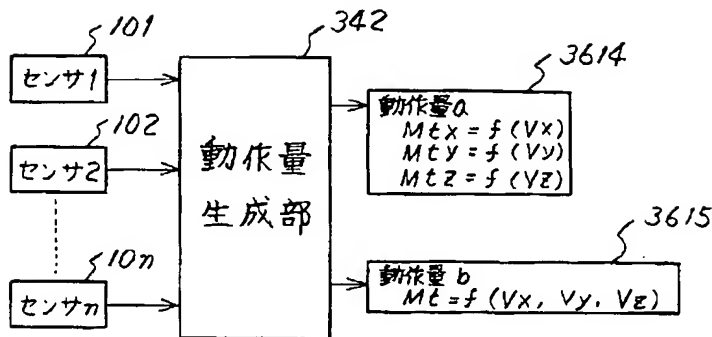 101
センサ1
102
センサ2
10n
センサn
342
動作量
生成部
3614
動作量a
Mtx=f(Vx)
Mty=f(Vy)
Mtz=f(Vz)
3615
動作量b
Mt=f(Vx, Vy, Vz)